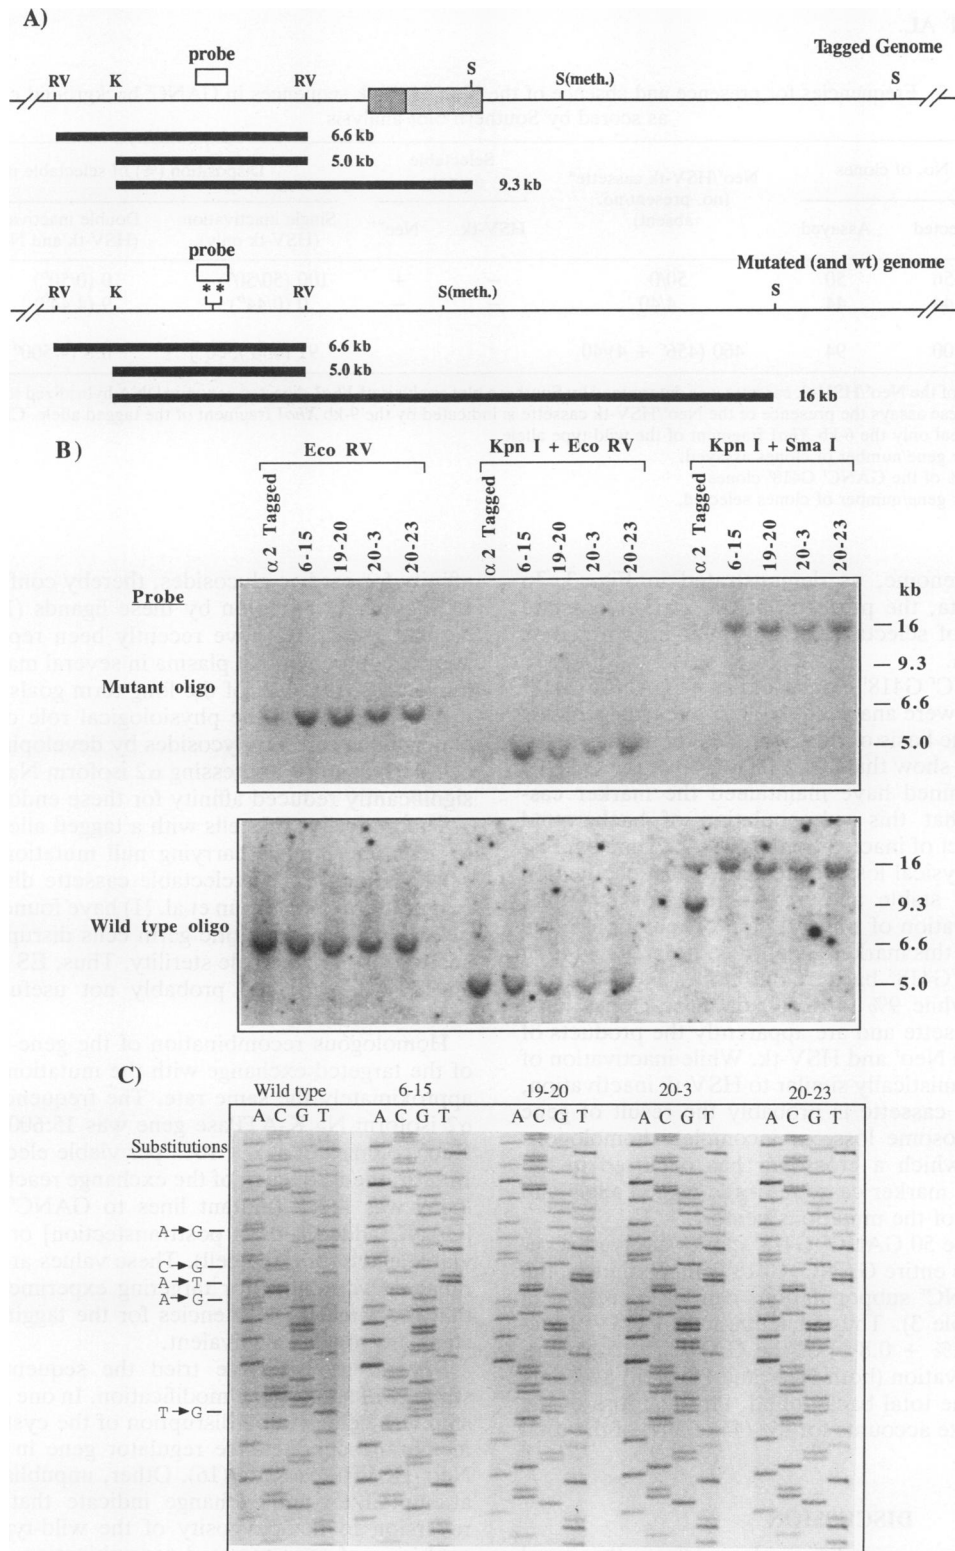 A)
probe
Tagged Genome
RV K RV S S(meth.) S
6.6 kb
5.0 kb
9.3 kb
probe
Mutated (and wt) genome
**
RV K RV S(meth.) S
6.6 kb
5.0 kb
16 kb
B)
Eco RV Kpn I + Eco RV Kpn I + Sma I
α2 Tagged 6-15 19-20 20-3 20-23 α2 Tagged 6-15 19-20 20-3 20-23 α2 Tagged 6-15 19-20 20-3 20-23
Probe
kb
16
9.3
Mutant oligo
6.6
5.0
16
9.3
Wild type oligo
6.6
5.0
C)
Wild type 6-15 19-20 20-3 20-23
A C G T A C G T A C G T A C G T A C G T
Substitutions
A→G
C→G
A→T
A→G
T→G